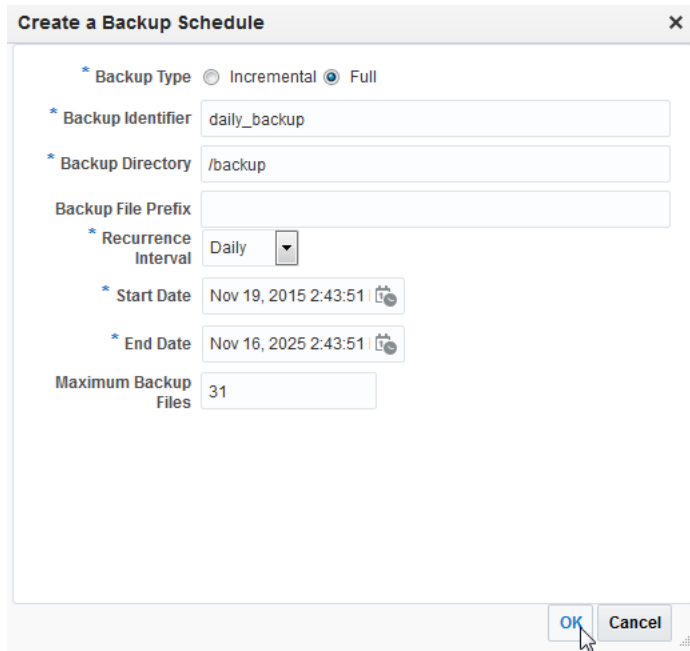 Create a Backup Schedule
* Backup Type Incremental Full
* Backup Identifier daily_backup
* Backup Directory /backup
Backup File Prefix
* Recurrence
Interval Daily
* Start Date Nov 19, 2015 2:43:51
* End Date Nov 16, 2025 2:43:51
Maximum Backup
Files 31
OK Cancel